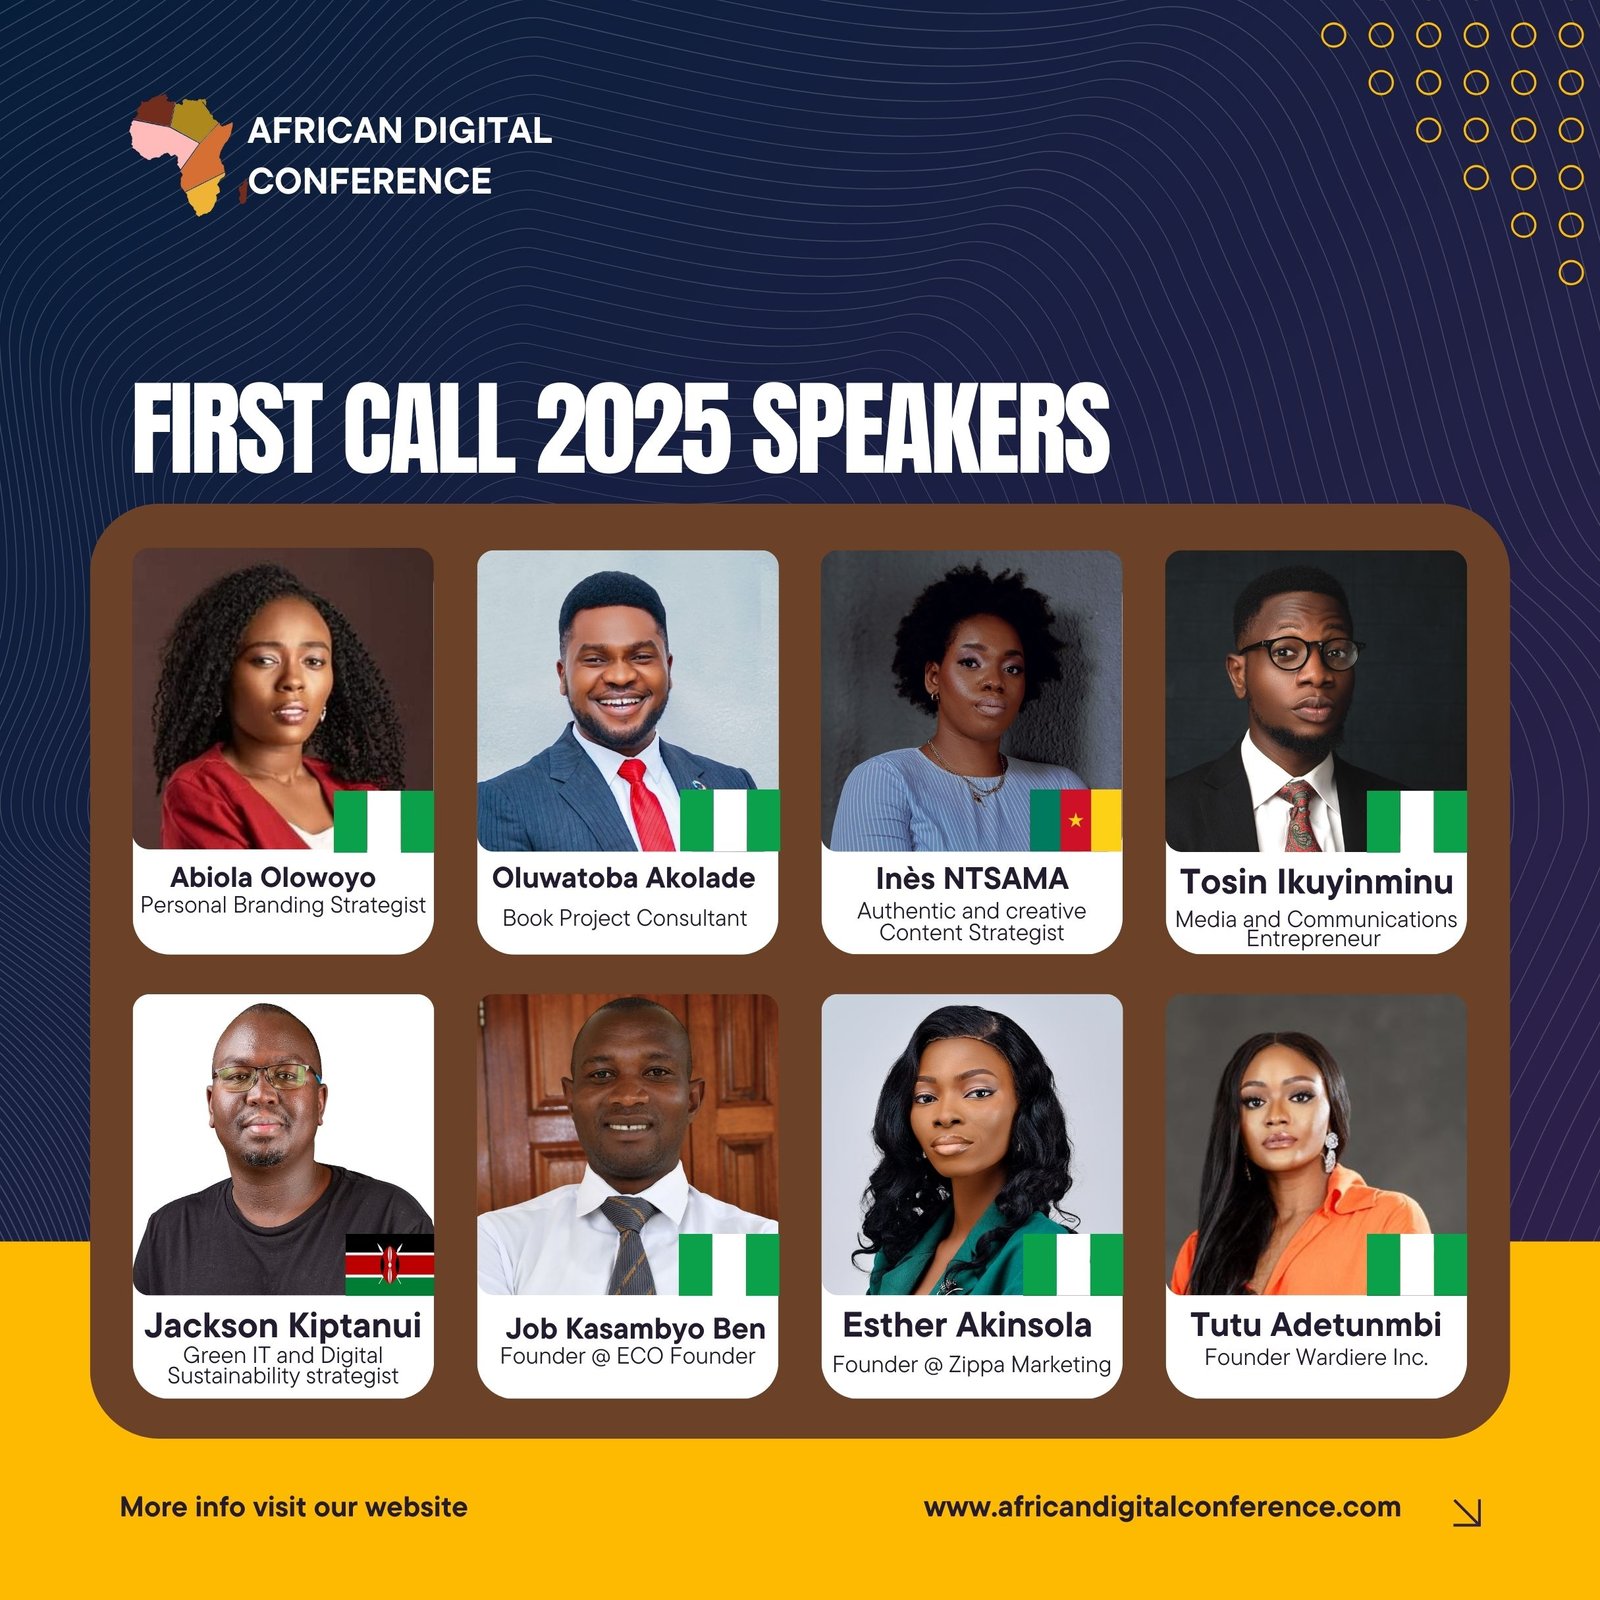 AFRICAN DIGITAL
CONFERENCE
FIRST CALL 2025 SPEAKERS
Abiola Olowoyo
Personal Branding Strategist
Oluwatoba Akolade
Book Project Consultant
Inès NTSAMA
Authentic and creative
Content Strategist
Tosin Ikuyinminu
Media and Communications
Entrepreneur
Jackson Kiptanui
Green IT and Digital
Sustainability strategist
Job Kasambyo Ben
Founder @ ECO Founder
Esther Akinsola
Founder @ Zippa Marketing
Tutu Adetunmbi
Founder Wardiere Inc.
More info visit our website
www.africandigitalconference.com